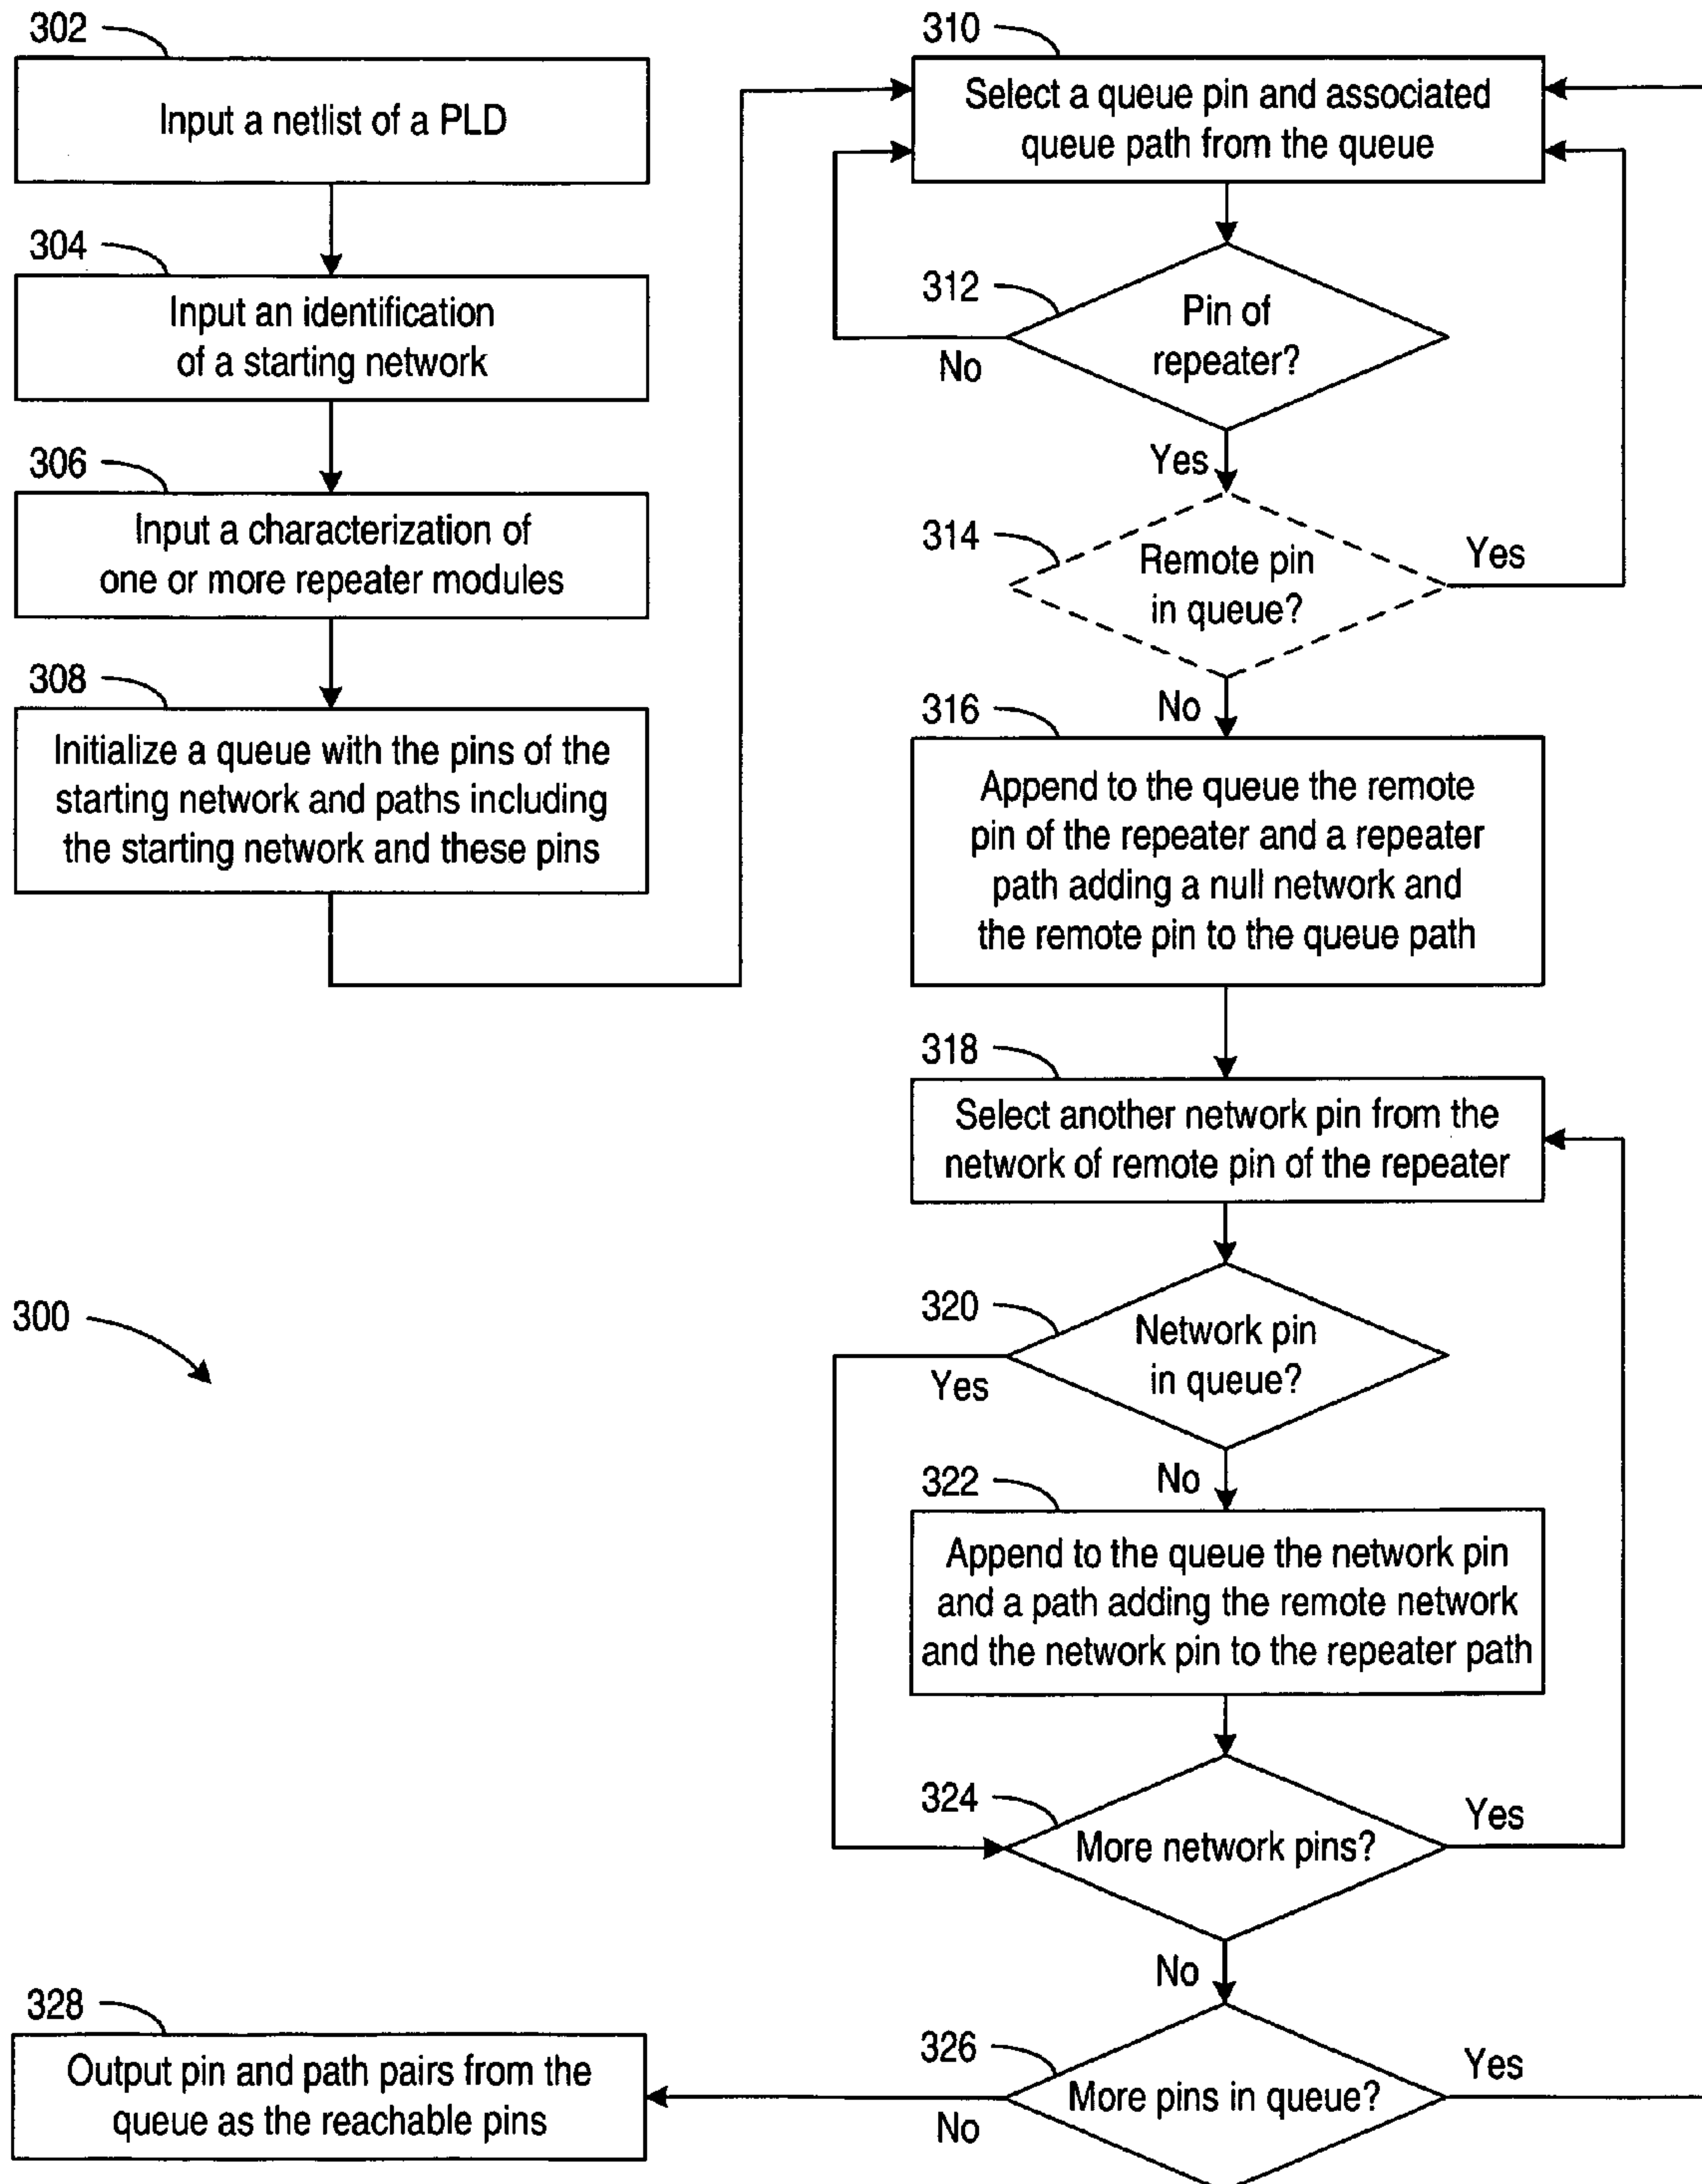 302
Input a netlist of a PLD
304
Input an identification
of a starting network
306
Input a characterization of
one or more repeater modules
308
Initialize a queue with the pins of the
starting network and paths including
the starting network and these pins
310
Select a queue pin and associated
queue path from the queue
312
Pin of
repeater?
No
Yes
314
Remote pin
in queue?
Yes
No
316
Append to the queue the remote
pin of the repeater and a repeater
path adding a null network and
the remote pin to the queue path
318
Select another network pin from the
network of remote pin of the repeater
300
320
Network pin
in queue?
Yes
No
322
Append to the queue the network pin
and a path adding the remote network
and the network pin to the repeater path
324
More network pins?
Yes
No
326
More pins in queue?
Yes
No
328
Output pin and path pairs from the
queue as the reachable pins